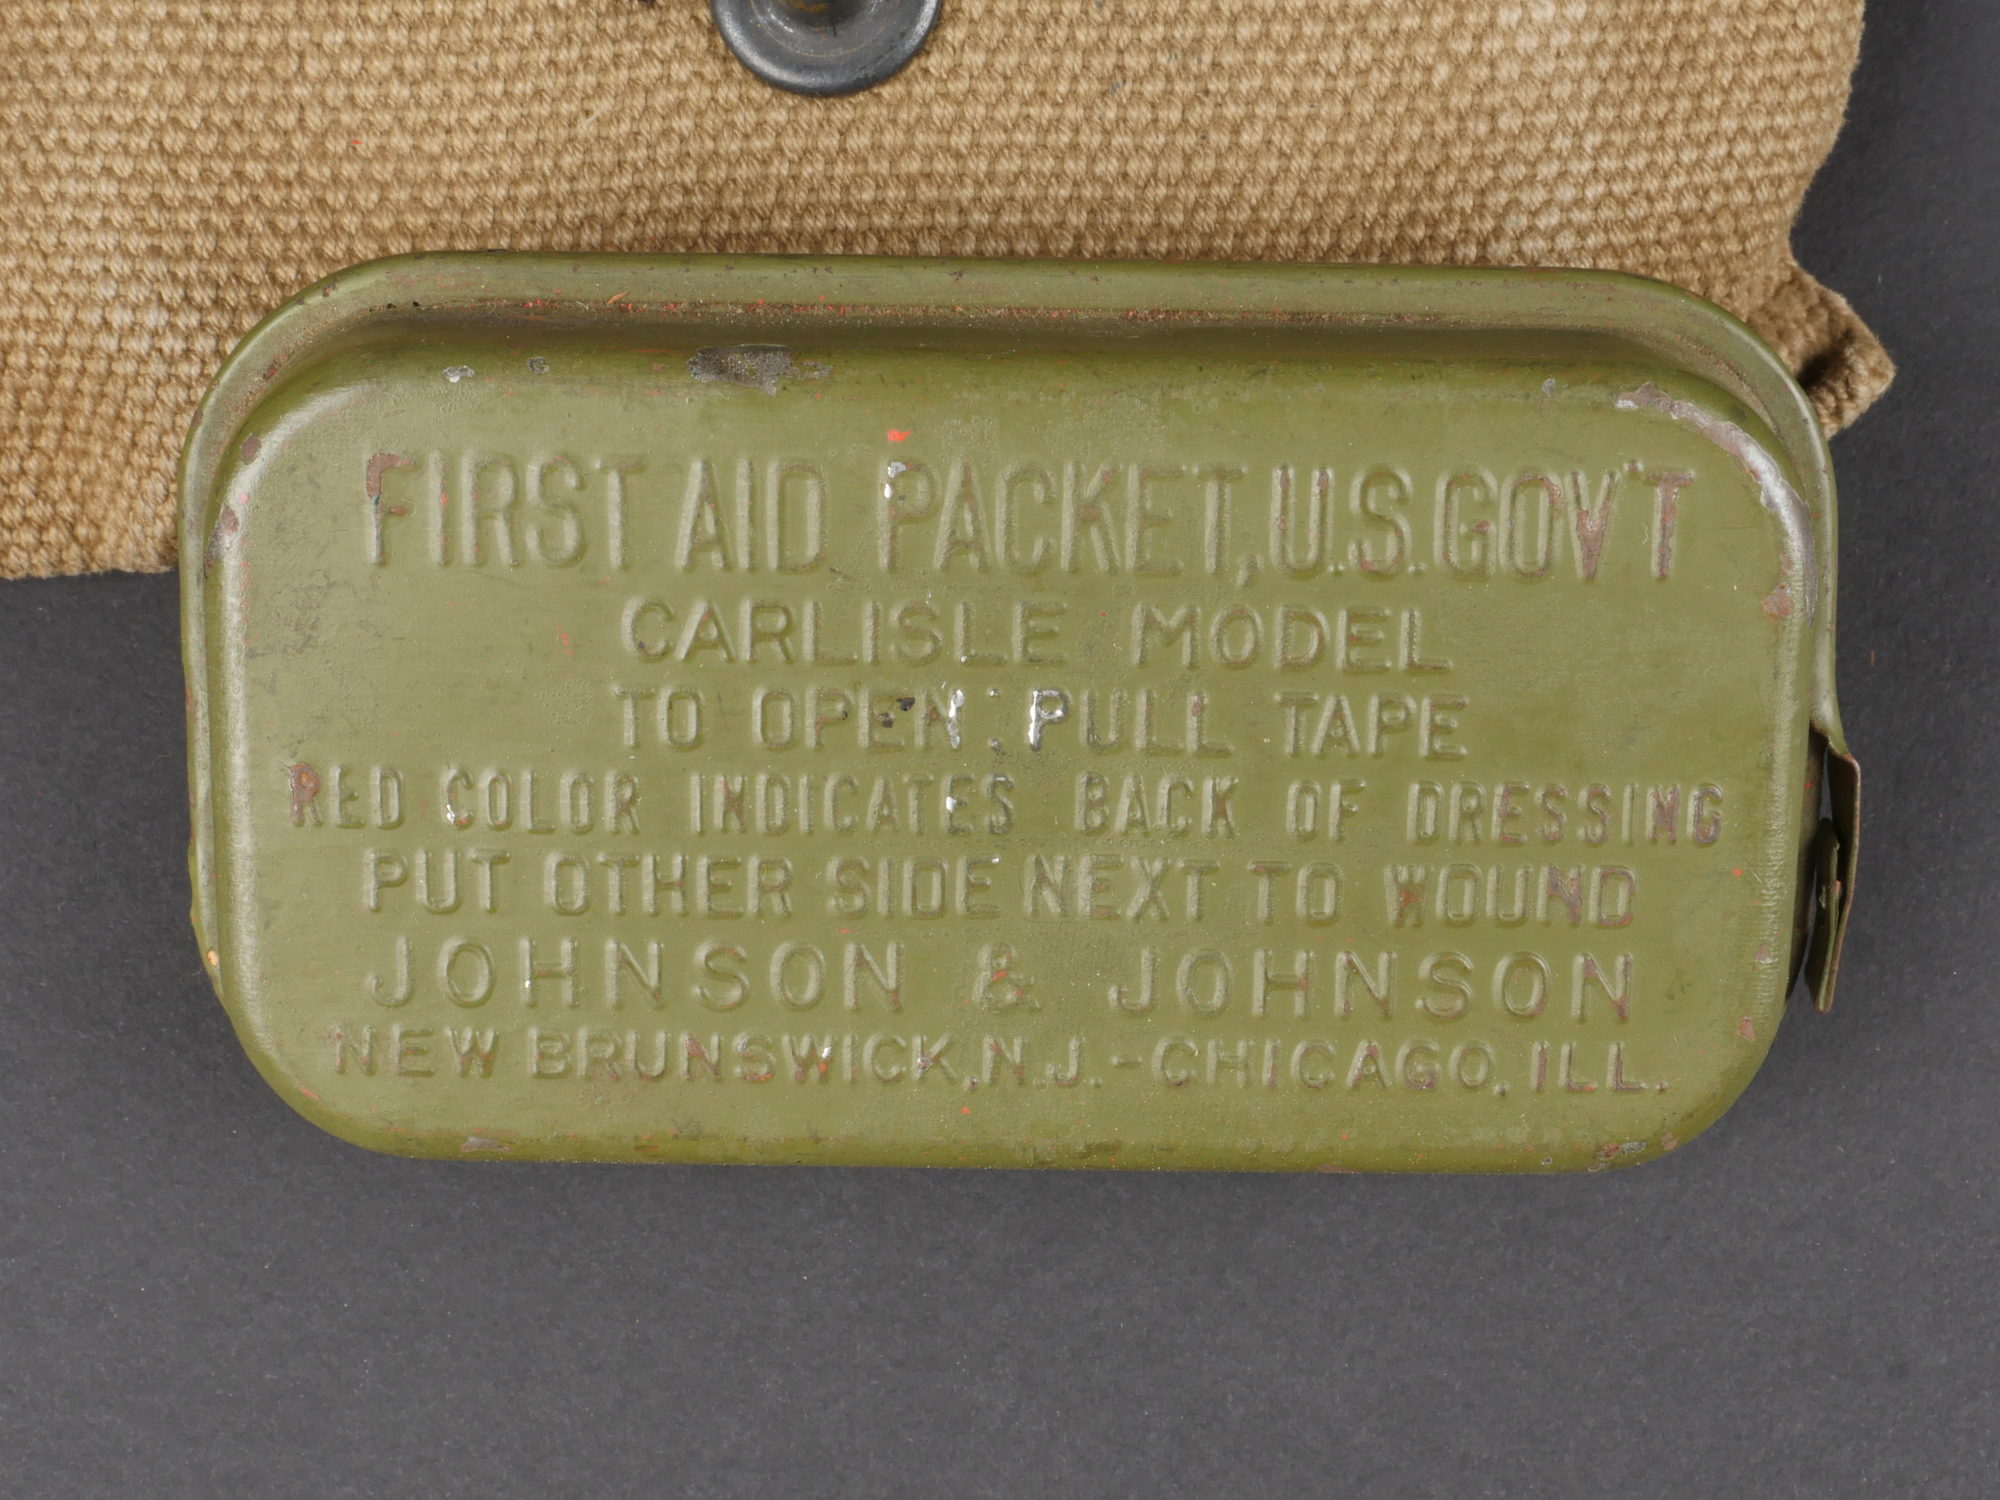 FIRST AID PACKET, U.S. GOV'T
CARLISLE MODEL
TO OPEN: PULL TAPE
RED COLOR INDICATES BACK OF DRESSING
PUT OTHER SIDE NEXT TO WOUND
JOHNSON & JOHNSON
NEW BRUNSWICK, N.J.-CHICAGO, ILL.